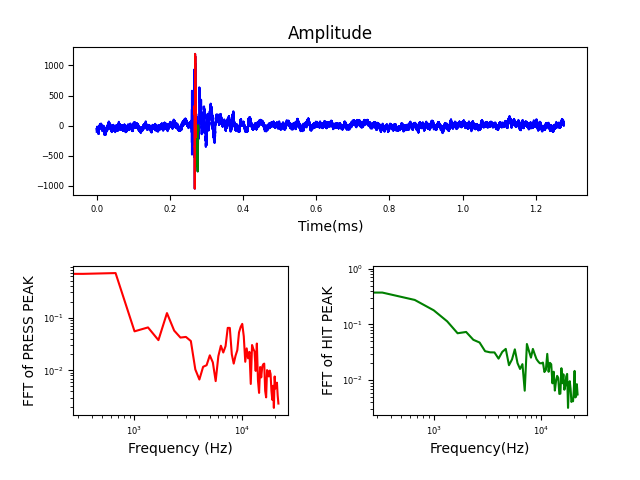 Amplitude
1000
500
0
−500
−1000
0.0 0.2 0.4 0.6 0.8 1.0 1.2
Time(ms)
FFT of PRESS PEAK
10⁻¹
10⁻²
10³ 10⁴
Frequency (Hz)
FFT of HIT PEAK
10⁰
10⁻¹
10⁻²
10³ 10⁴
Frequency(Hz)